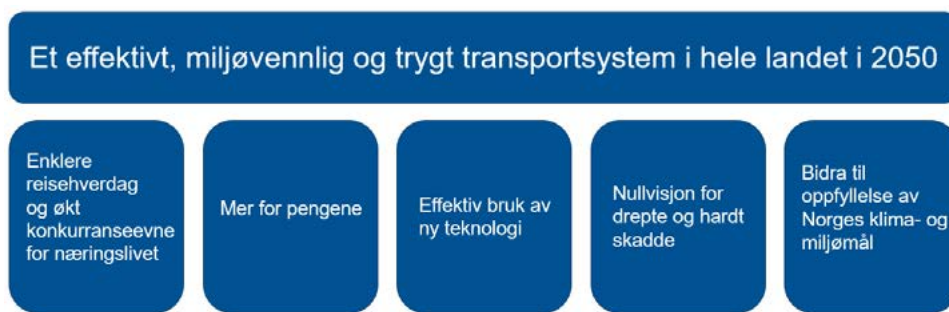 Et effektivt, miljøvennlig og trygt transportsystem i hele landet i 2050
Enklere
reisehverdag
og økt
konkurranseevne
for næringslivet
Mer for pengene
Effektiv bruk av
ny teknologi
Nullvisjon for
drepte og hardt
skadde
Bidra til
oppfyllelse av
Norges klima- og
miljømål